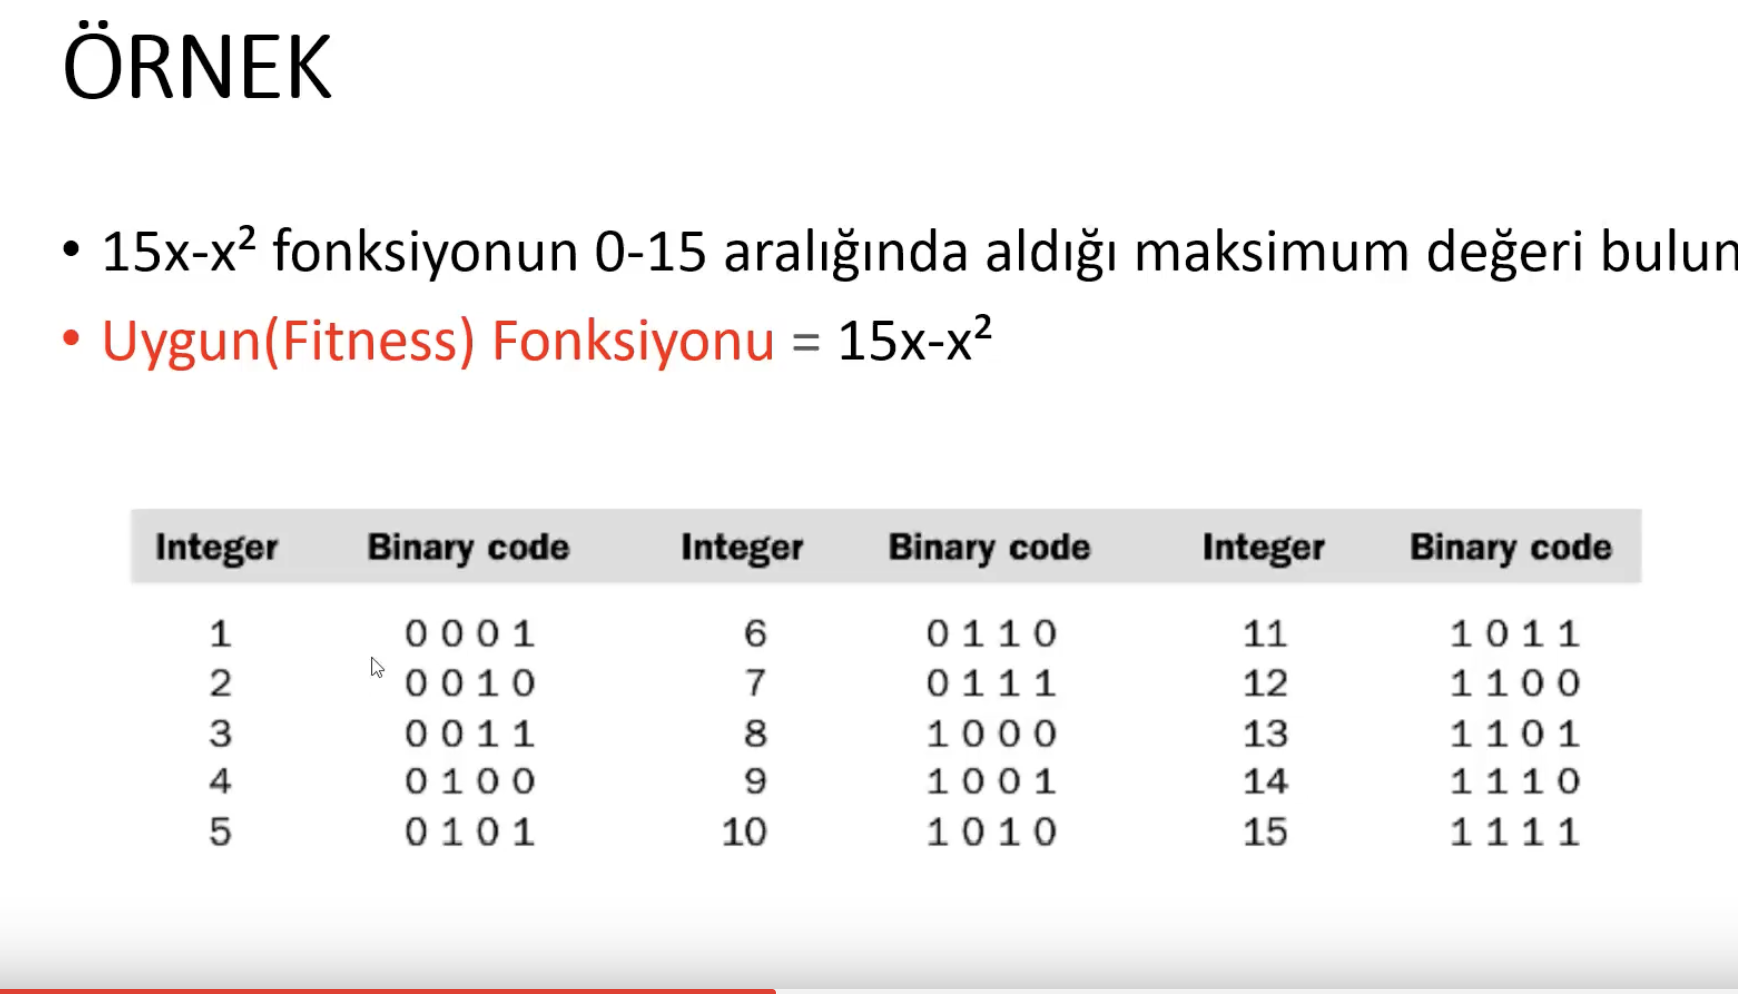 ÖRNEK
• 15x-x² fonksiyonun 0-15 aralığında aldığı maksimum değeri bulun
• Uygun(Fitness) Fonksiyonu = 15x-x²
Integer Binary code Integer Binary code Integer Binary code
1 0 0 0 1 6 0 1 1 0 11 1 0 1 1
2 0 0 1 0 7 0 1 1 1 12 1 1 0 0
3 0 0 1 1 8 1 0 0 0 13 1 1 0 1
4 0 1 0 0 9 1 0 0 1 14 1 1 1 0
5 0 1 0 1 10 1 0 1 0 15 1 1 1 1